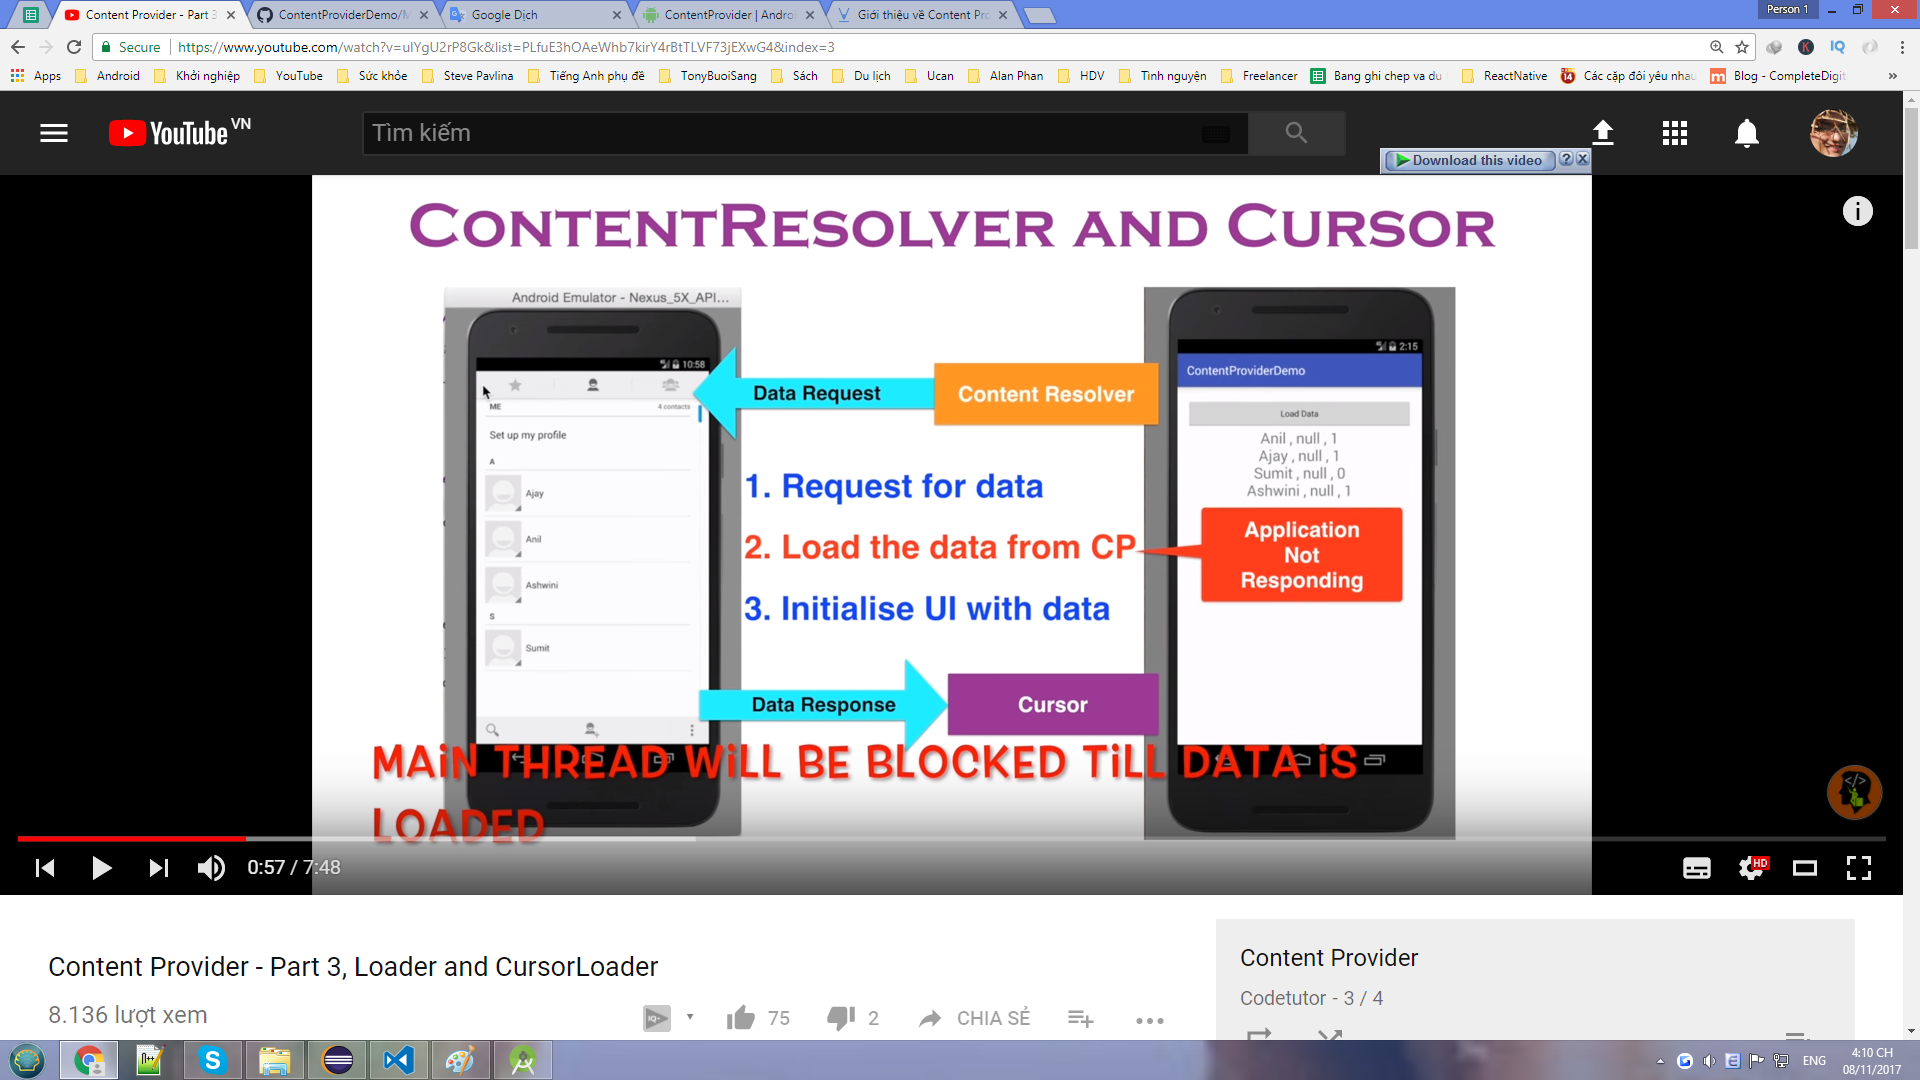 Person 1
Content Provider - Part 3
ContentProviderDemo/M
Google Dịch
ContentProvider | Androi
Giới thiệu về Content Pro
Secure
https://www.youtube.com/watch?v=ulYgU2rP8Gk&list=PLfuE3hOAeWhb7kirY4rBtTLVF73jEXwG4&index=3
Apps
Android
Khởi nghiệp
YouTube
Sức khỏe
Steve Pavlina
Tiếng Anh phụ đề
TonyBuoiSang
Sách
Du lịch
Ucan
Alan Phan
HDV
Tình nguyện
Freelancer
Bang ghi chep va du
ReactNative
Các cặp đôi yêu nhau
Blog - CompleteDigit
»
YouTube VN
Tìm kiếm
Download this video
ContentResolver and Cursor
Android Emulator - Nexus_5X_API...
10:58
ME
4 contacts
Set up my profile
A
Ajay
Anil
Ashwini
S
Sumit
Data Request
Content Resolver
1. Request for data
2. Load the data from CP
3. Initialise UI with data
Data Response
Cursor
2:15
ContentProviderDemo
Load Data
Anil , null , 1
Ajay , null , 1
Sumit , null , 0
Ashwini , null , 1
Application
Not
Responding
MAiN THREAD WiLL BE BLOCKED TiLL DATA iS
LOADED
0:57 / 7:48
HD
Content Provider - Part 3, Loader and CursorLoader
8.136 lượt xem
75
2
CHIA SẺ
Content Provider
Codetutor - 3 / 4
ENG
4:10 CH
08/11/2017